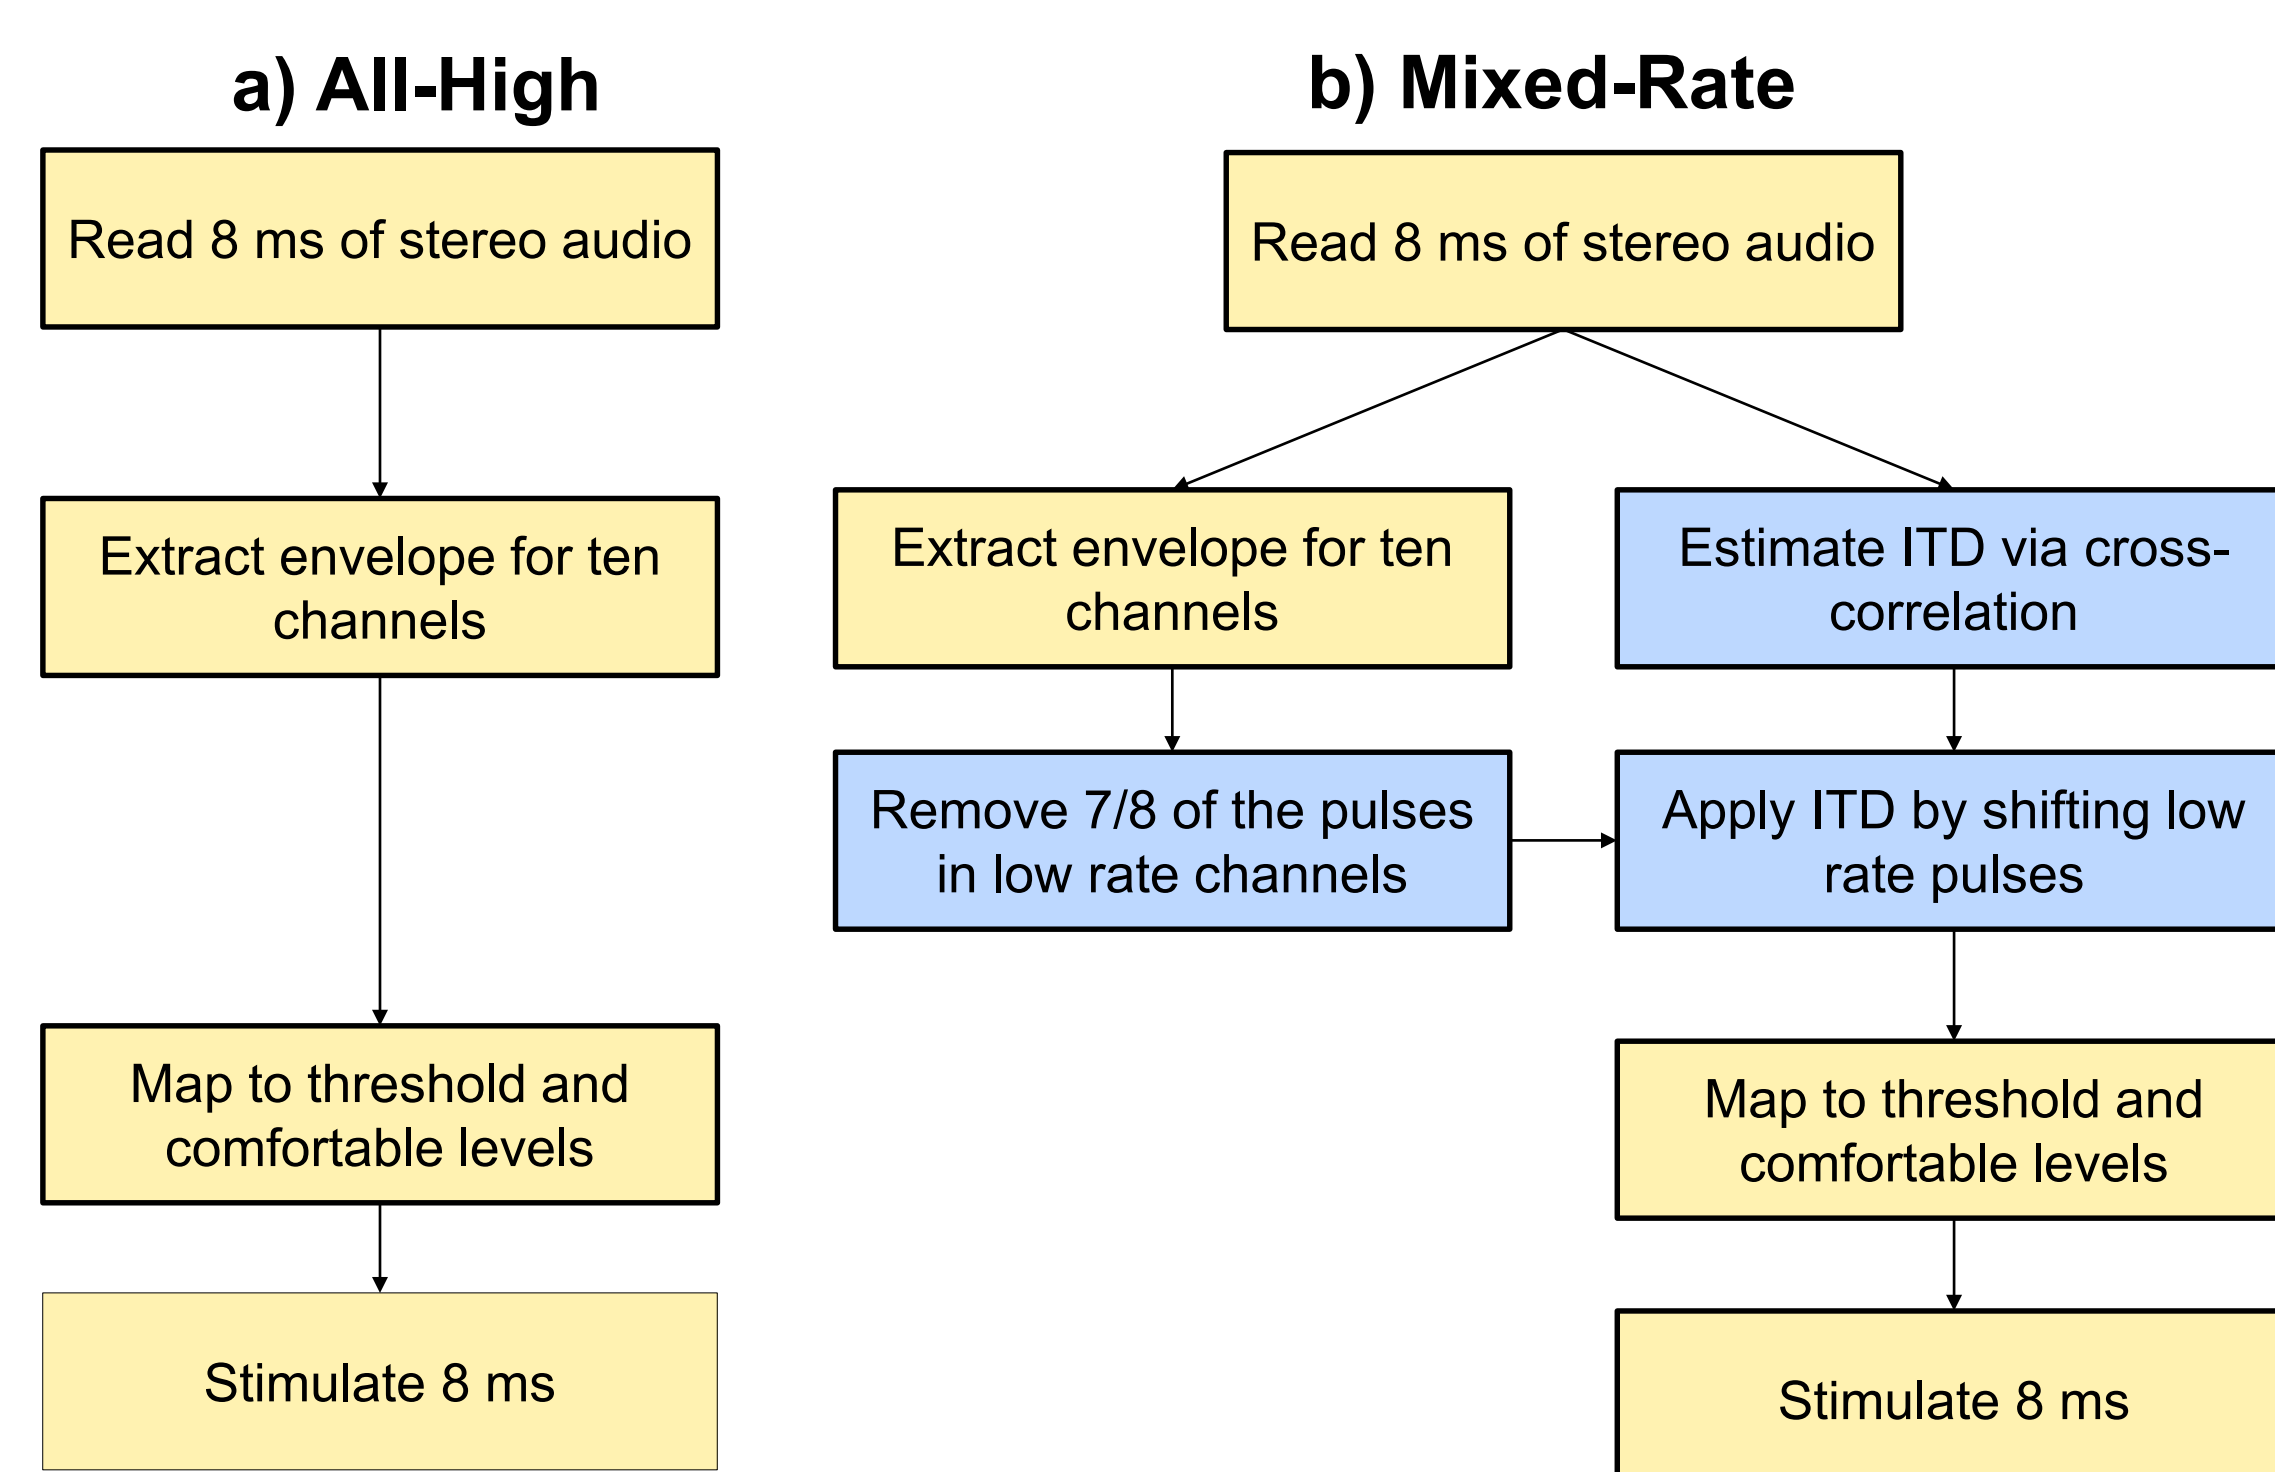 a) All-High
Read 8 ms of stereo audio
Extract envelope for ten
channels
Map to threshold and
comfortable levels
Stimulate 8 ms
b) Mixed-Rate
Read 8 ms of stereo audio
Extract envelope for ten
channels
Remove 7/8 of the pulses
in low rate channels
Estimate ITD via cross-
correlation
Apply ITD by shifting low
rate pulses
Map to threshold and
comfortable levels
Stimulate 8 ms